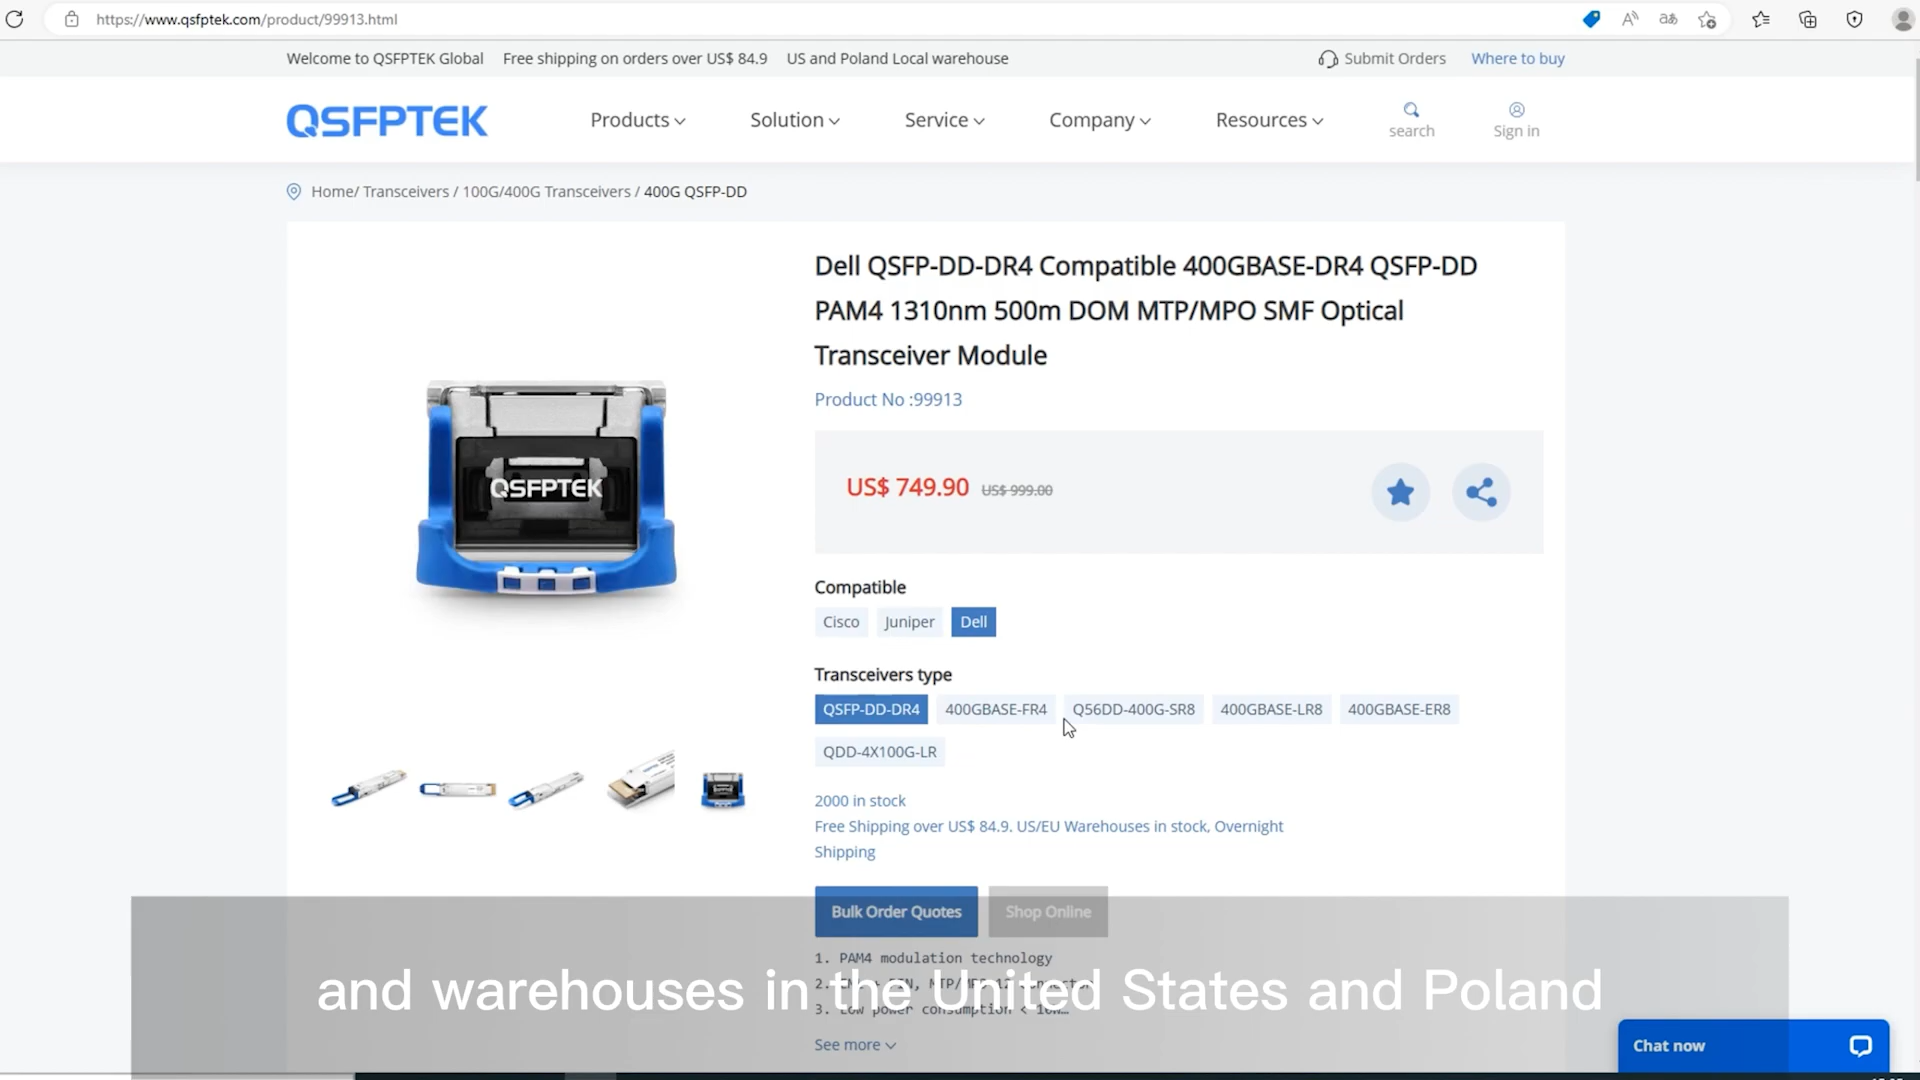 https://www.qsfptek.com/product/99913.html
Welcome to QSFPTEK Global Free shipping on orders over US$ 84.9 US and Poland Local warehouse Submit Orders Where to buy
QSFPTEK Products Solution Service Company Resources search Sign in
Home/ Transceivers / 100G/400G Transceivers / 400G QSFP-DD
Dell QSFP-DD-DR4 Compatible 400GBASE-DR4 QSFP-DD
PAM4 1310nm 500m DOM MTP/MPO SMF Optical
Transceiver Module
Product No :99913
QSFPTEK
US$ 749.90 US$ 999.00
Compatible
Cisco Juniper Dell
Transceivers type
QSFP-DD-DR4 400GBASE-FR4 Q56DD-400G-SR8 400GBASE-LR8 400GBASE-ER8
QDD-4X100G-LR
2000 in stock
Free Shipping over US$ 84.9. US/EU Warehouses in stock, Overnight
Shipping
Bulk Order Quotes Shop Online
1. PAM4 modulation technology
and warehouses in the United States and Poland
3. Low power consumption <
See more
Chat now